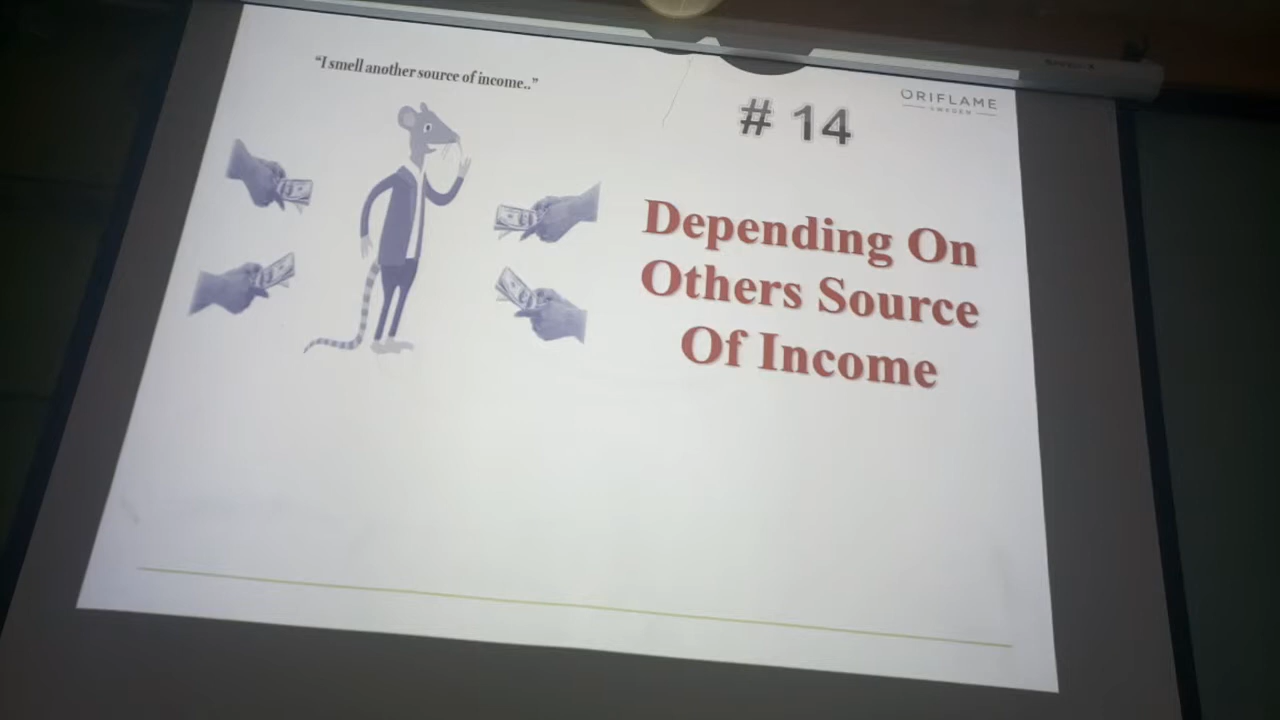 “I smell another source of income..”
ORIFLAME
SWEDEN
# 14
Depending On
Others Source
Of Income